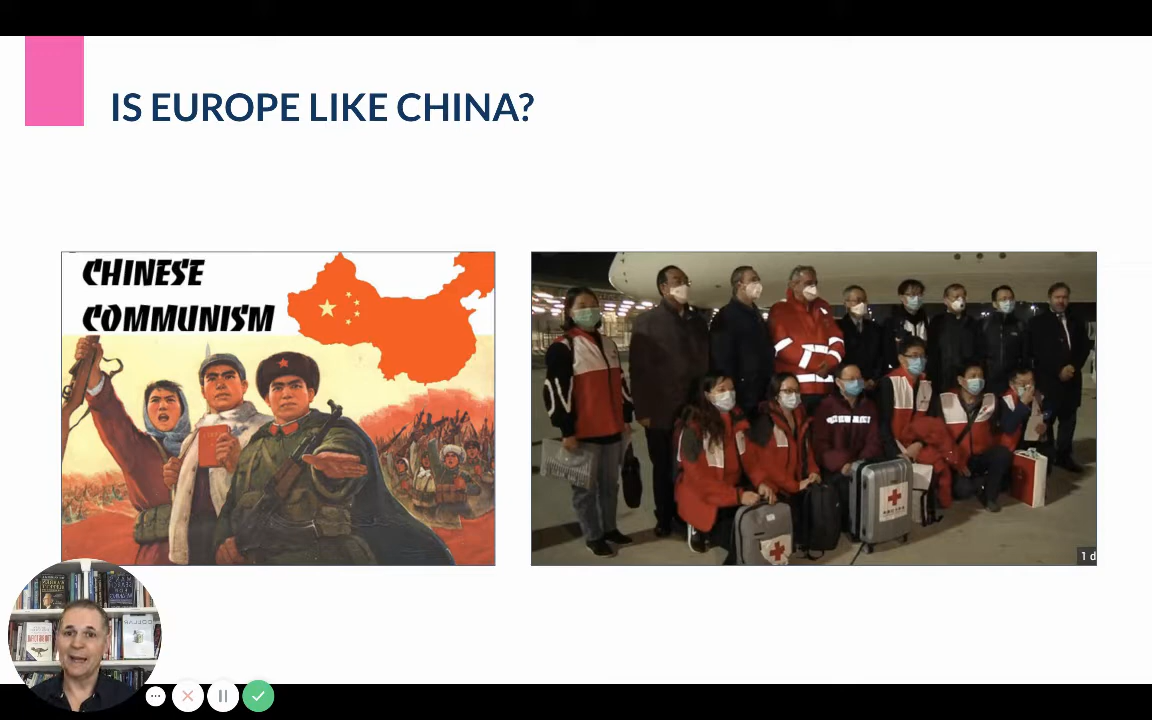 IS EUROPE LIKE CHINA?
CHINESE
COMMUNISM
1 d